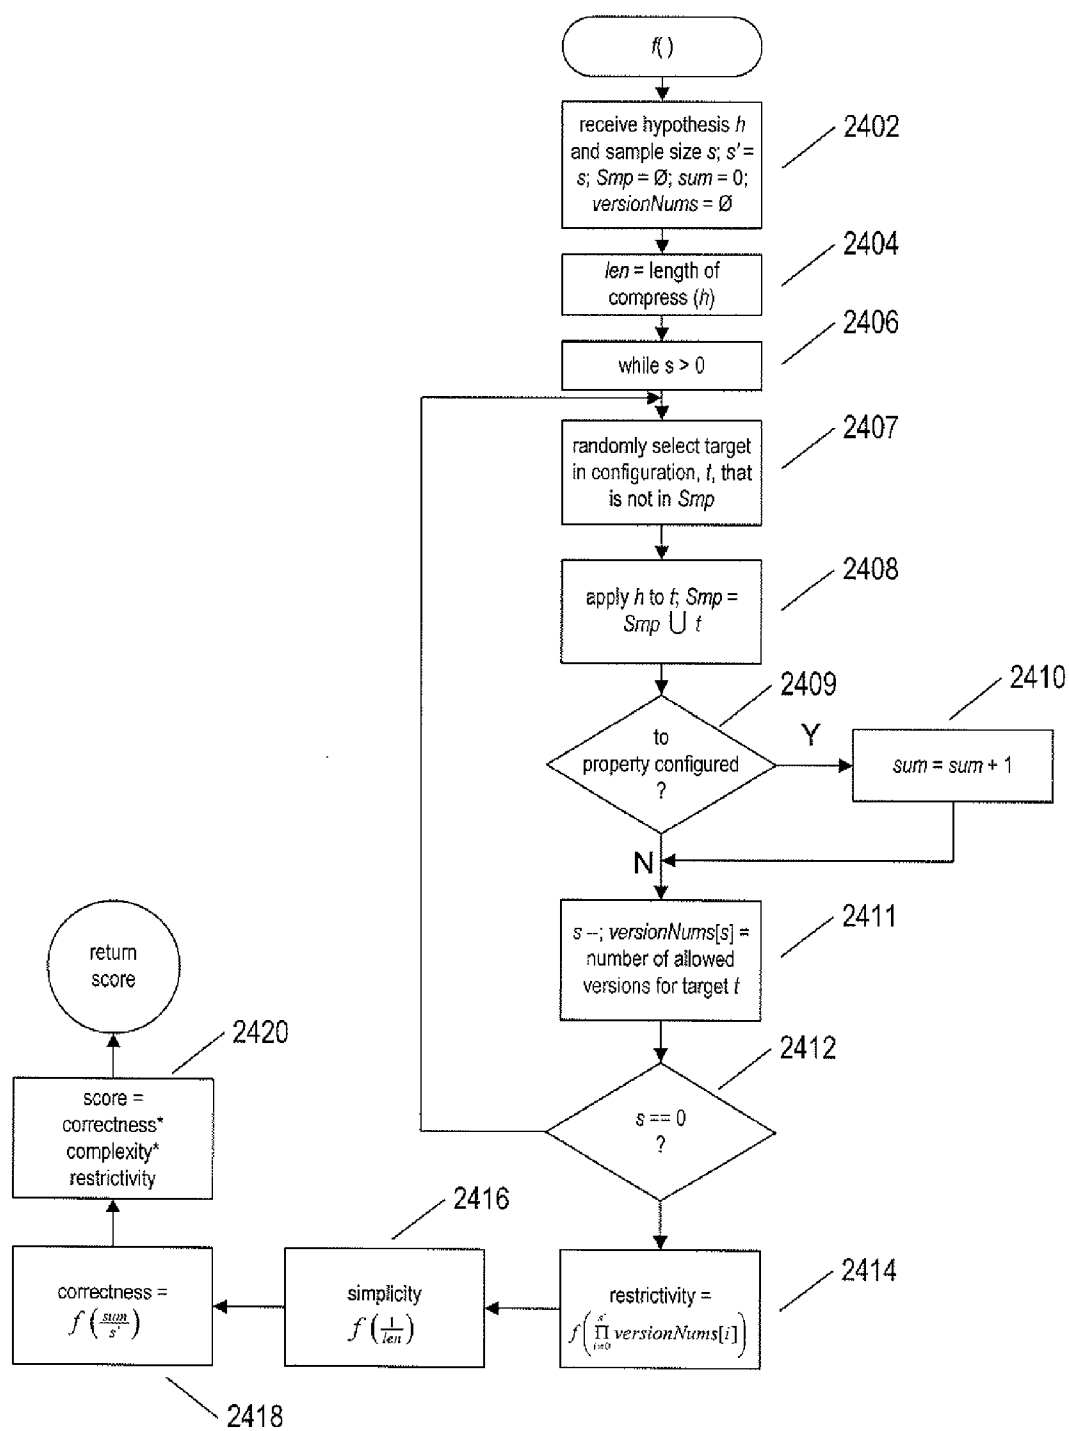 f( )
receive hypothesis h
and sample size s; s' =
s; Smp = Ø; sum = 0;
versionNums = Ø
2402
len = length of
compress (h)
2404
while s > 0
2406
randomly select target
in configuration, t, that
is not in Smp
2407
apply h to t; Smp =
Smp ∪ t
2408
to
property configured
?
2409
Y
sum = sum + 1
2410
N
s --; versionNums[s] =
number of allowed
versions for target t
2411
s == 0
?
2412
restrictivity =
f(∏_{i=0}^{s'} versionNums[i])
2414
simplicity
f(1/len)
2416
correctness =
f(sum/s')
2418
score =
correctness*
complexity*
restrictivity
2420
return
score